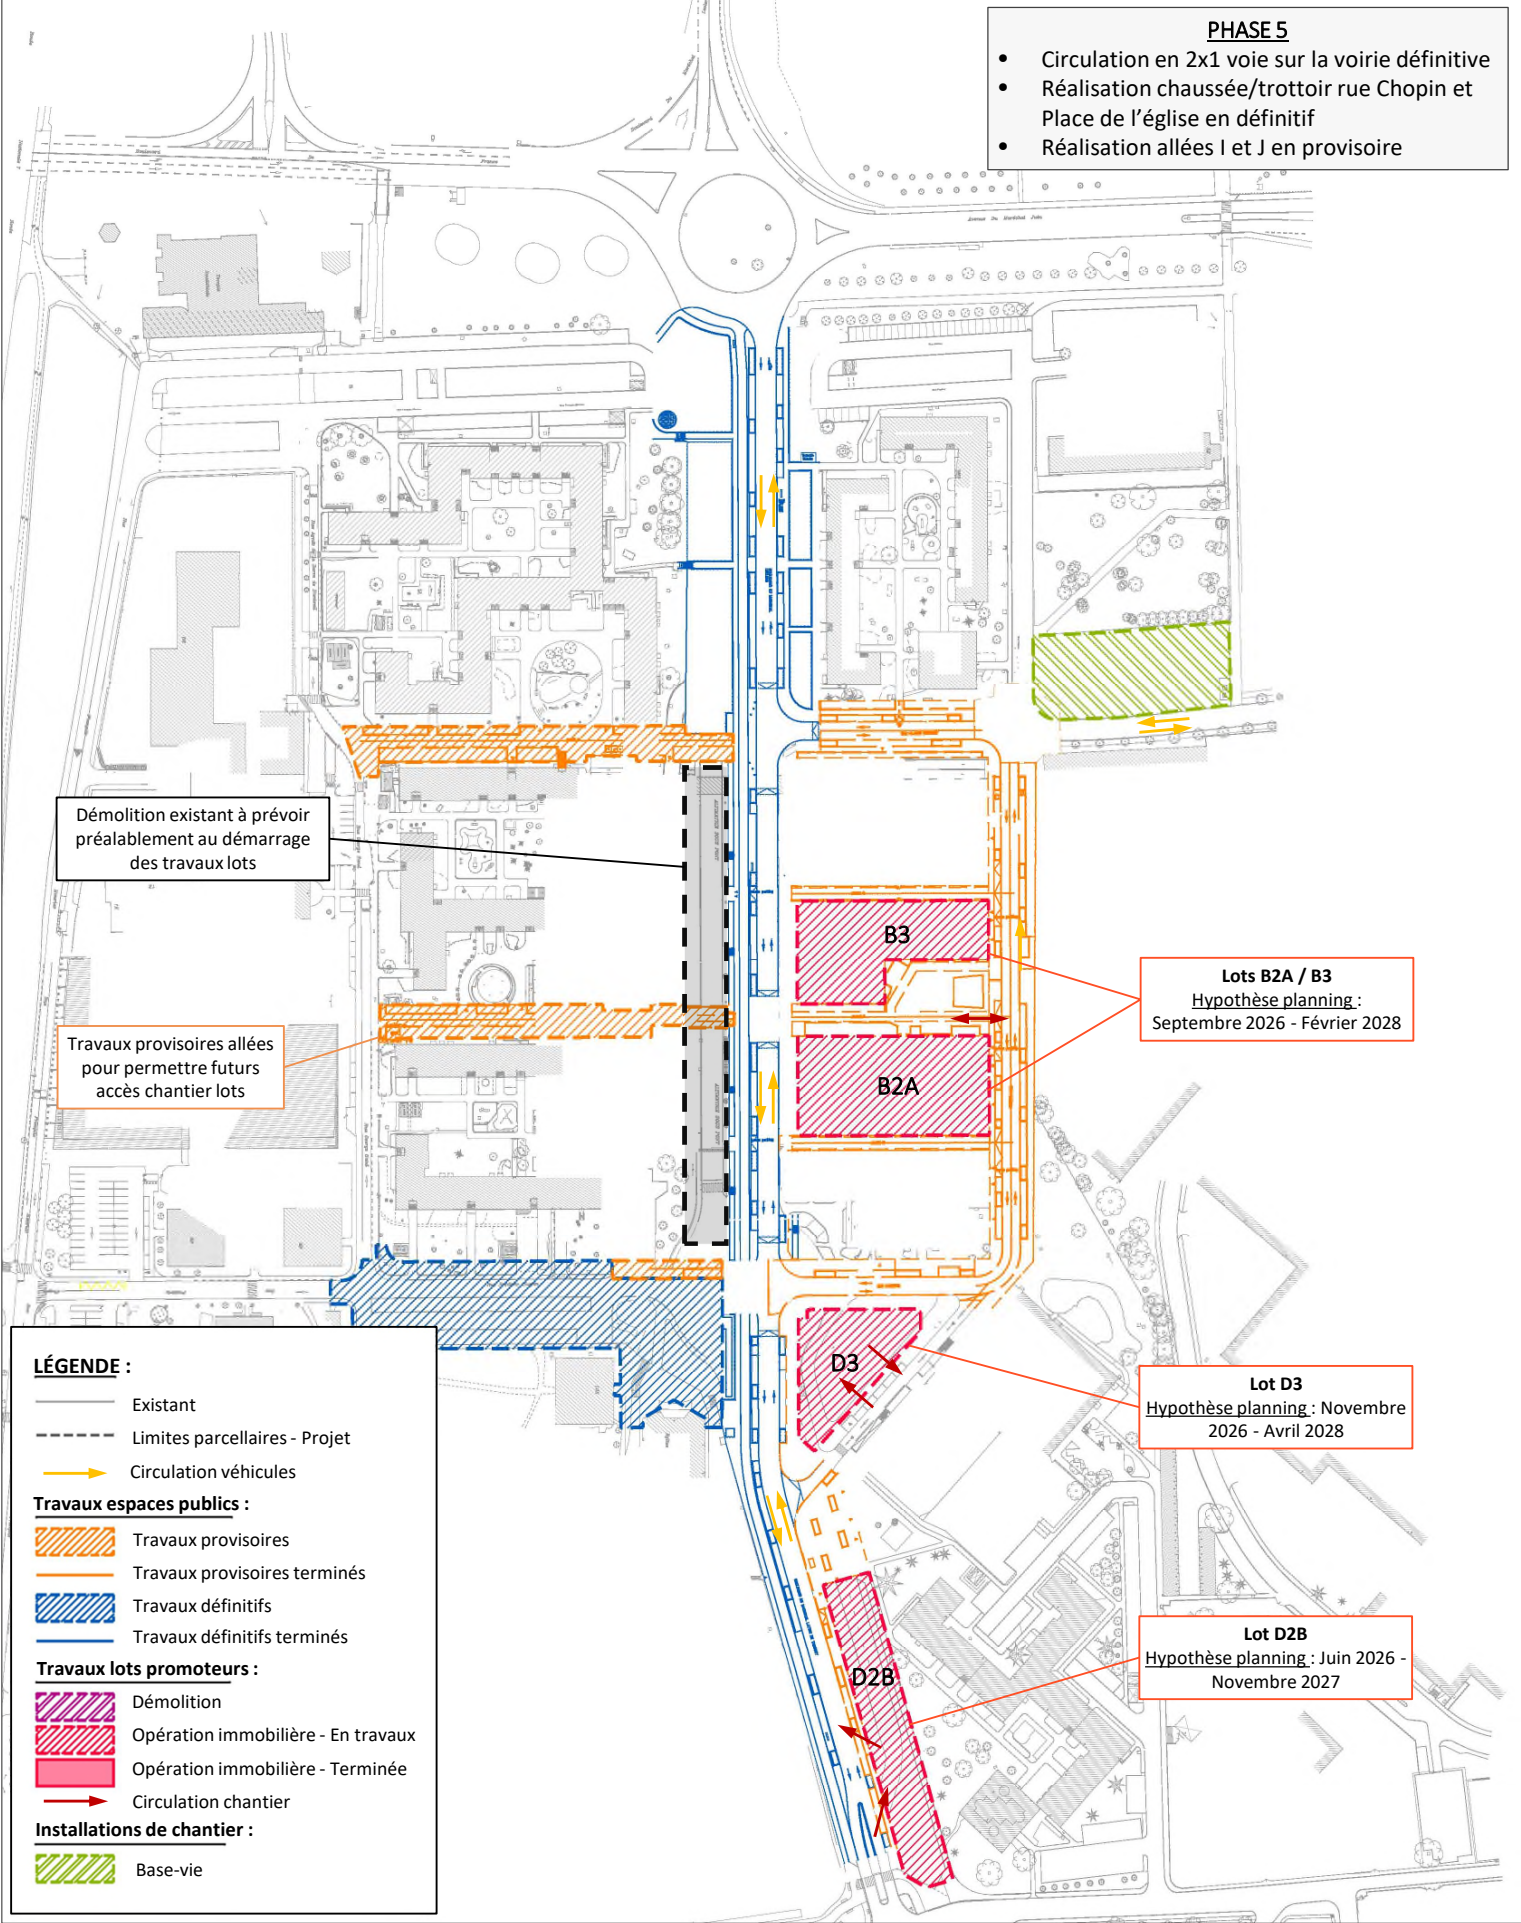 PHASE 5
• Circulation en 2x1 voie sur la voirie définitive
• Réalisation chaussée/trottoir rue Chopin et
Place de l'église en définitif
• Réalisation allées I et J en provisoire
Avenue Du Maréchal Juin
Démolition existant à prévoir
préalablement au démarrage
des travaux lots
B3
Lots B2A / B3
Hypothèse planning :
Septembre 2026 - Février 2028
Travaux provisoires allées
pour permettre futurs
accès chantier lots
B2A
D3
Lot D3
Hypothèse planning : Novembre
2026 - Avril 2028
D2B
Lot D2B
Hypothèse planning : Juin 2026 -
Novembre 2027
LÉGENDE :
Existant
Limites parcellaires - Projet
Circulation véhicules
Travaux espaces publics :
Travaux provisoires
Travaux provisoires terminés
Travaux définitifs
Travaux définitifs terminés
Travaux lots promoteurs :
Démolition
Opération immobilière - En travaux
Opération immobilière - Terminée
Circulation chantier
Installations de chantier :
Base-vie